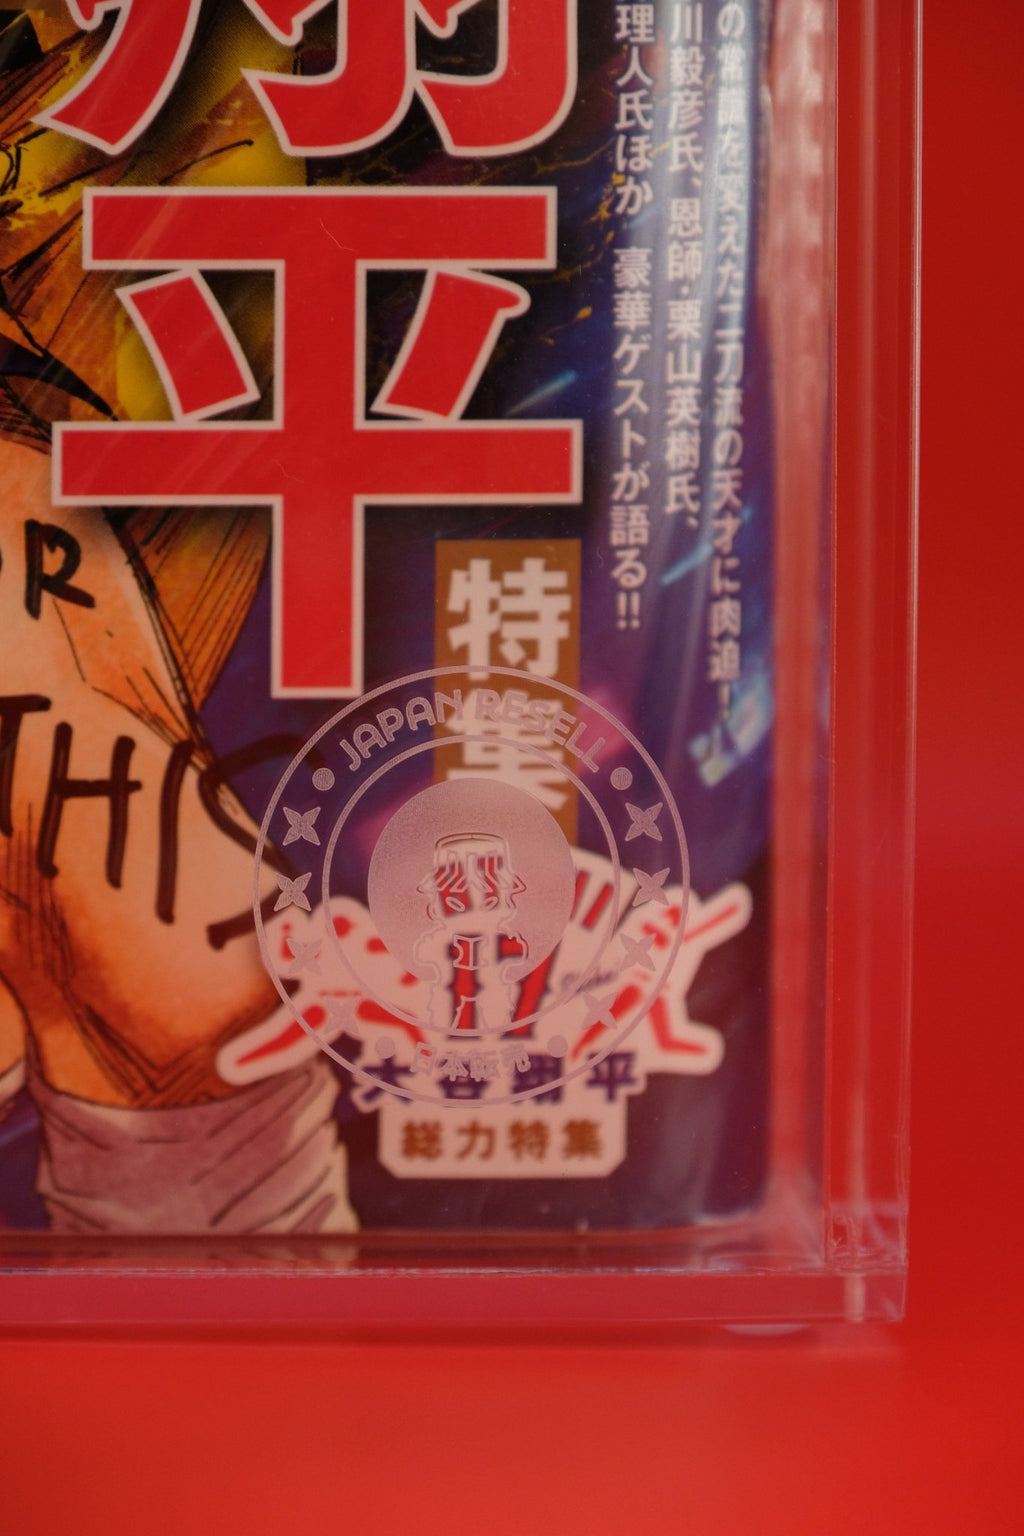 の常識を変えた二刀流の天才に肉迫!
川毅彦氏、恩師・栗山英樹氏、
理人氏ほか 豪華ゲストが語る!!
翔平
特集
OR
THIS
JAPAN RESELL
日本転売
17
大谷翔平
総力特集